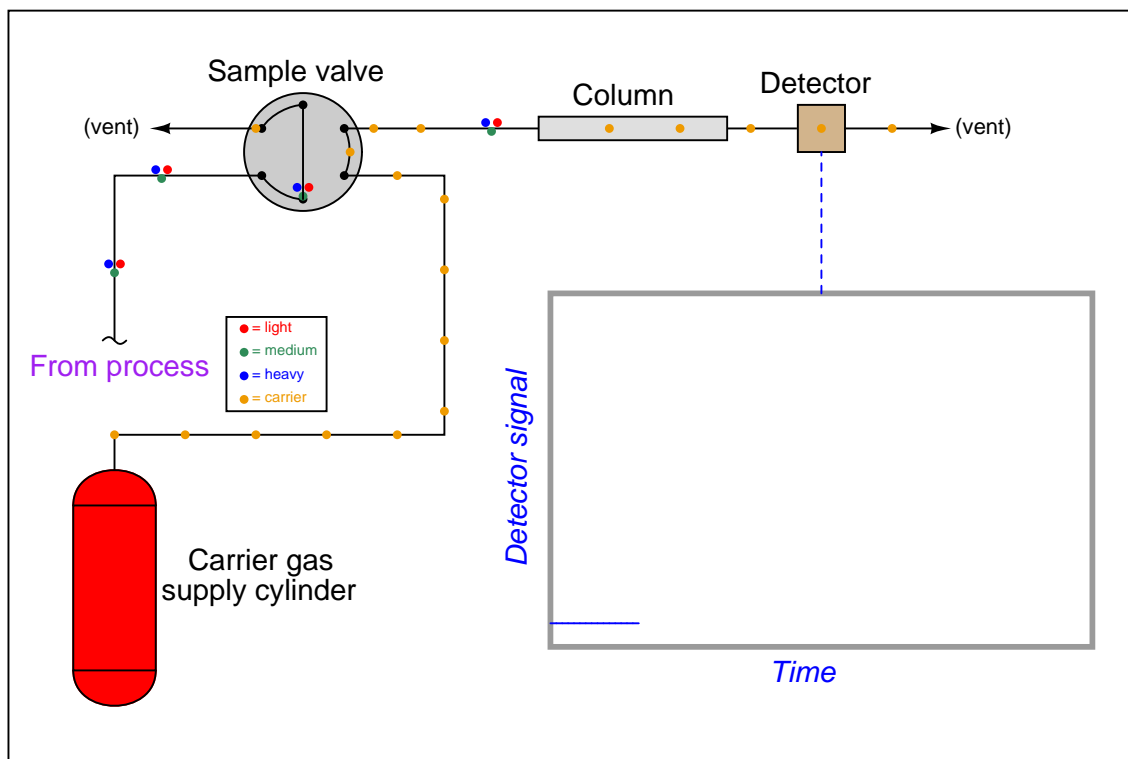 Sample valve
Column
Detector
(vent)
(vent)
= light
= medium
= heavy
= carrier
From process
Detector signal
Carrier gas
supply cylinder
Time